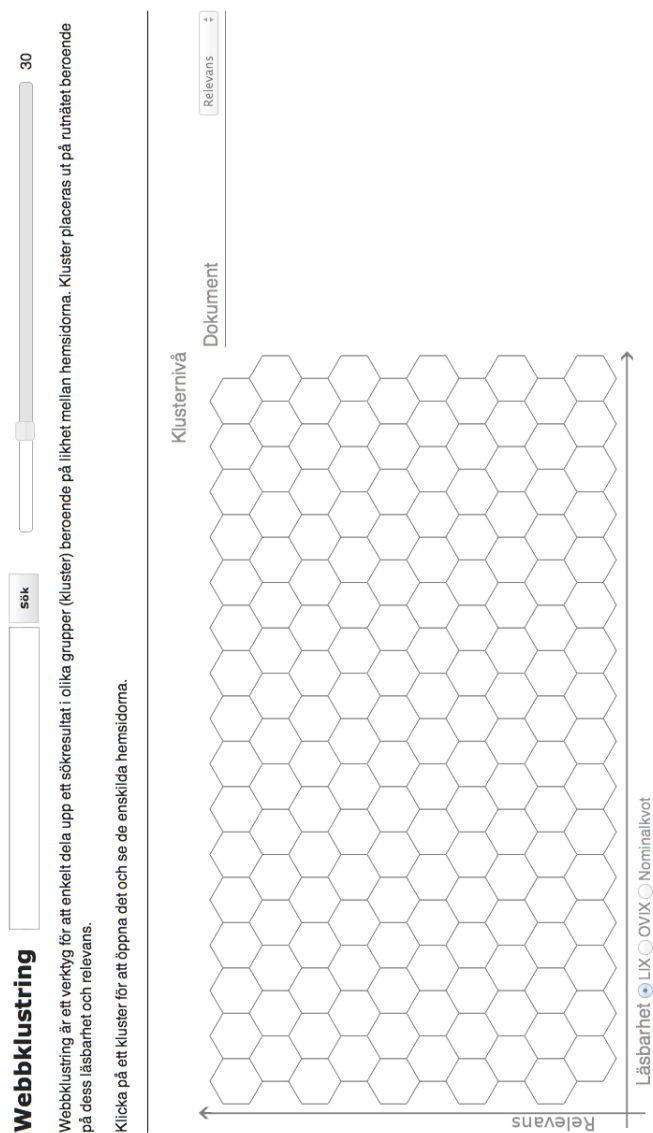 Webbklustring
Sök
30
Webbklustring är ett verktyg för att enkelt dela upp ett sökresultat i olika grupper (kluster) beroende på likhet mellan hemsidorna. Kluster placeras ut på rutnätet beroende
på dess läsbarhet och relevans.
Klicka på ett kluster för att öppna det och se de enskilda hemsidorna.
Klusternivå
Dokument
Relevans
Relevans
Läsbarhet LIX OVIX Nominalkvot